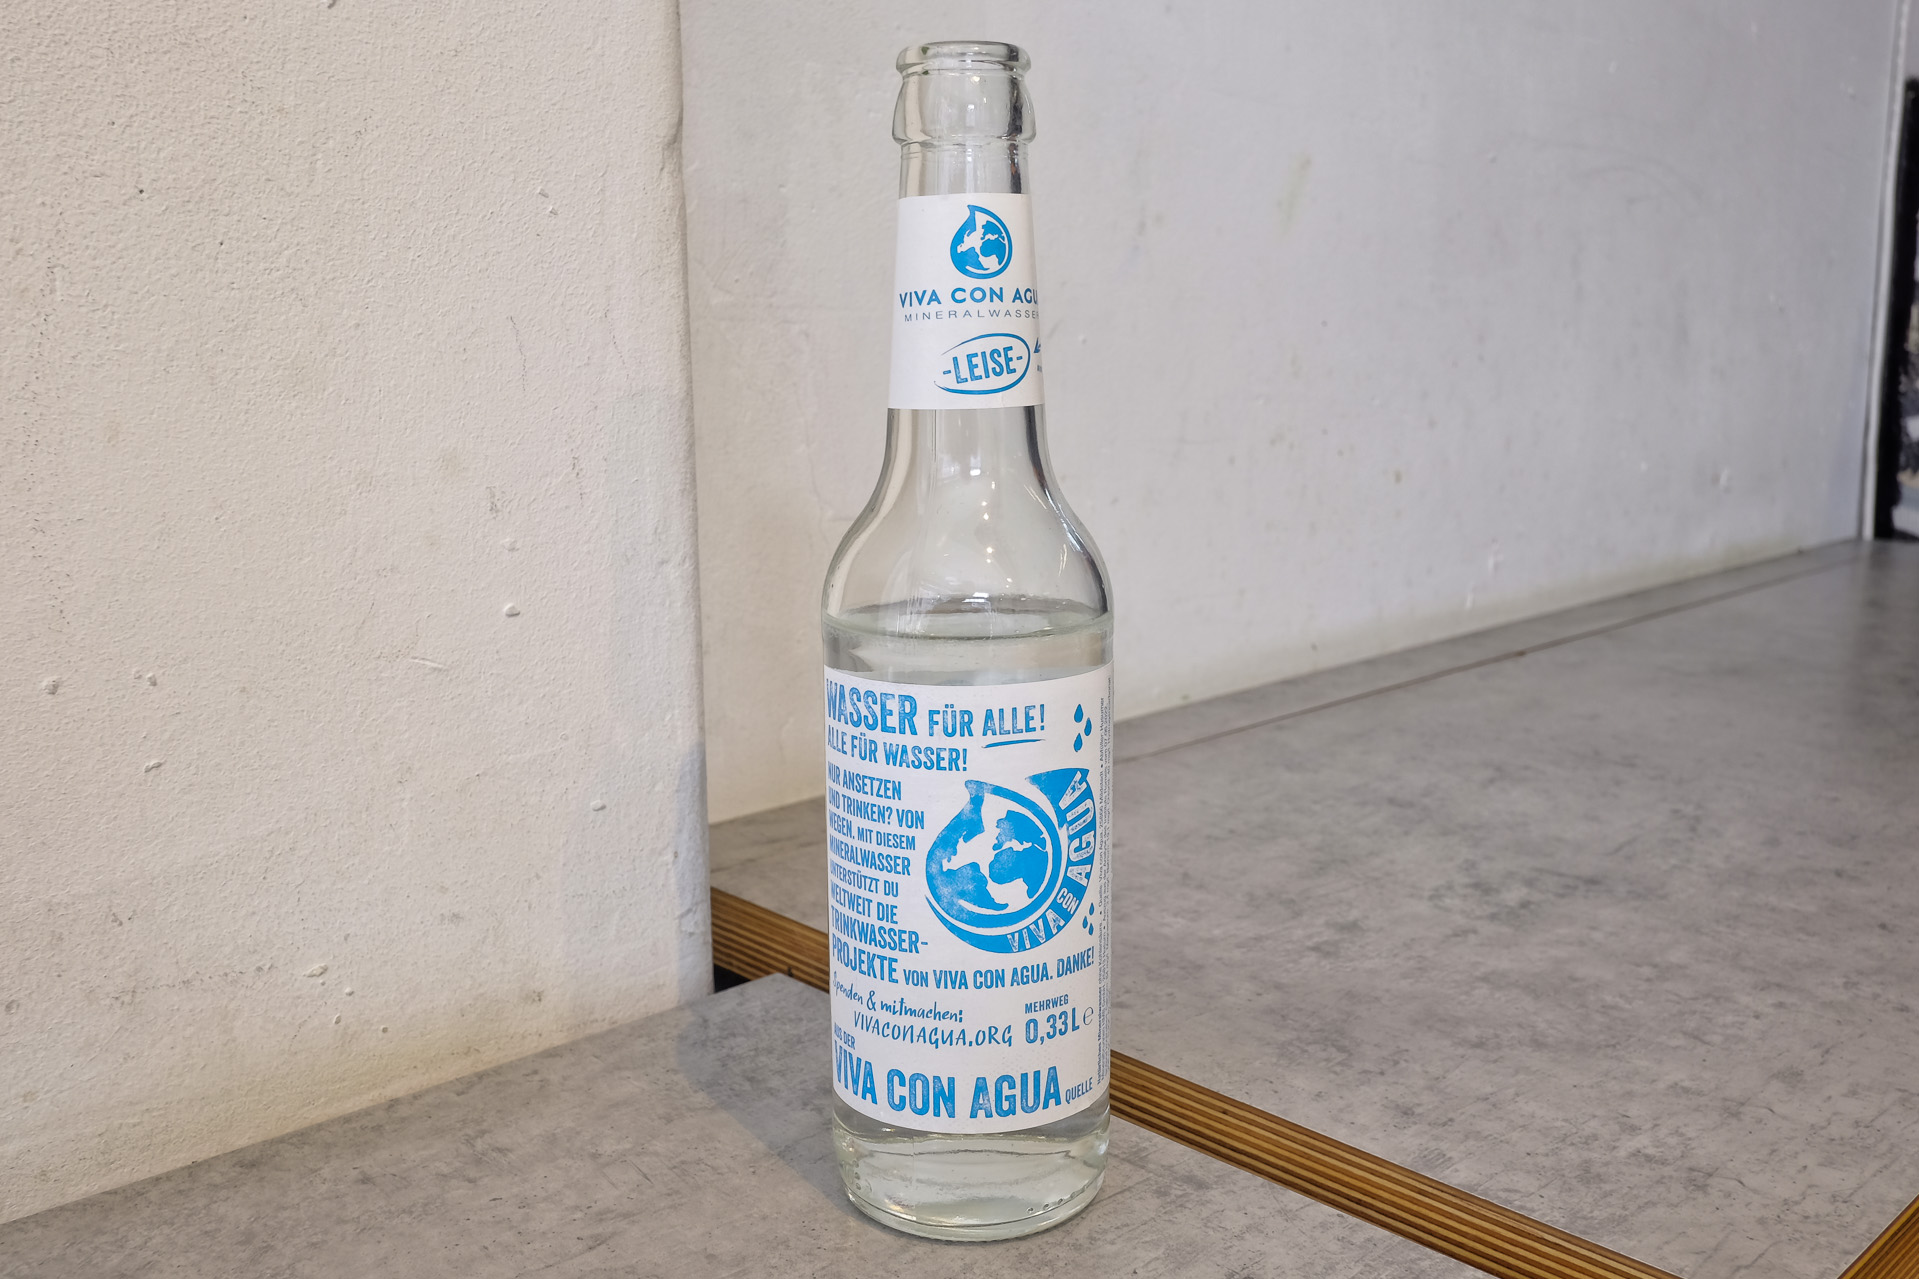 VIVA CON AGU
MINERALWASSER
-LEISE-
WASSER FÜR ALLE!
ALLE FÜR WASSER!
NUR ANSETZEN
UND TRINKEN? VON
WEGEN. MIT DIESEM
MINERALWASSER
UNTERSTÜTZT DU
WELTWEIT DIE
TRINKWASSER-
PROJEKTE VON VIVA CON AGUA. DANKE!
VIVA CON AGUA
Spenden & mitmachen:
VIVACONAGUA.ORG
MEHRWEG
0,33L e
AUS DER
VIVA CON AGUA QUELLE